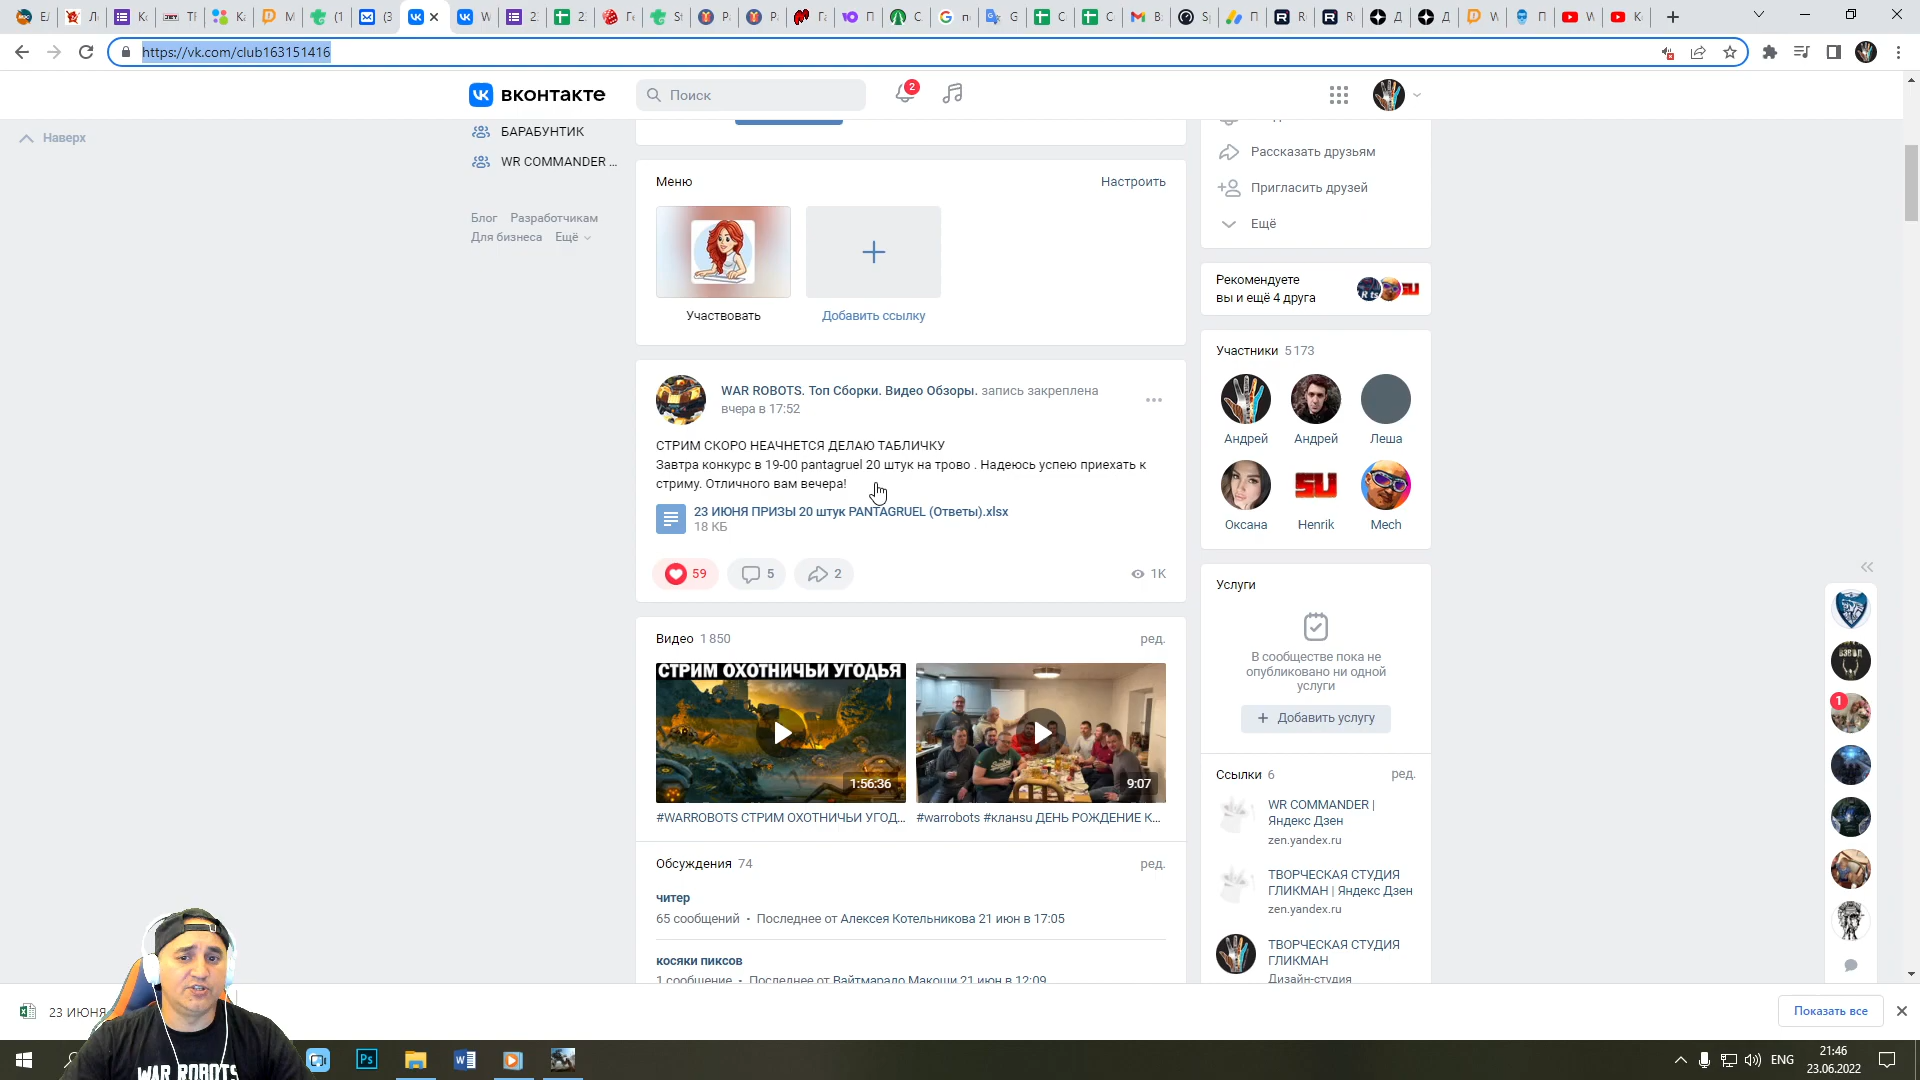 https://vk.com/club163151416
ВКОНТАКТЕ
Поиск
2
Наверх
БАРАБУНТИК
WR COMMANDER ...
Блог Разработчикам
Для бизнеса Ещё
Меню
Настроить
Участвовать
Добавить ссылку
WAR ROBOTS. Топ Сборки. Видео Обзоры. запись закреплена
вчера в 17:52
СТРИМ СКОРО НЕАЧНЕТСЯ ДЕЛАЮ ТАБЛИЧКУ
Завтра конкурс в 19-00 pantagruel 20 штук на трово . Надеюсь успею приехать к
стриму. Отличного вам вечера!
23 ИЮНЯ ПРИЗЫ 20 штук PANTAGRUEL (Ответы).xlsx
18 КБ
59
5
2
1K
Видео 1 850
ред.
СТРИМ ОХОТНИЧЬИ УГОДЬЯ
1:56:36
9:07
#WARROBOTS СТРИМ ОХОТНИЧЬИ УГОД...
#warrobots #кланsu ДЕНЬ РОЖДЕНИЕ К...
Обсуждения 74
ред.
читер
65 сообщений · Последнее от Алексея Котельникова 21 июн в 17:05
косяки пиксов
1 сообщение · Последнее от Вайтмарадо Макоши 21 июн в 12:09
Рассказать друзьям
Пригласить друзей
Ещё
Рекомендуете
вы и ещё 4 друга
Участники 5 173
Андрей
Андрей
Леша
SU
Оксана
Henrik
Mech
Услуги
В сообществе пока не
опубликовано ни одной
услуги
+ Добавить услугу
Ссылки 6
ред.
WR COMMANDER |
Яндекс Дзен
zen.yandex.ru
ТВОРЧЕСКАЯ СТУДИЯ
ГЛИКМАН | Яндекс Дзен
zen.yandex.ru
ТВОРЧЕСКАЯ СТУДИЯ
ГЛИКМАН
Дизайн-студия
1
23 ИЮНЯ
Показать все
WAR ROBOTS
Ps
ENG
21:46
23.06.2022